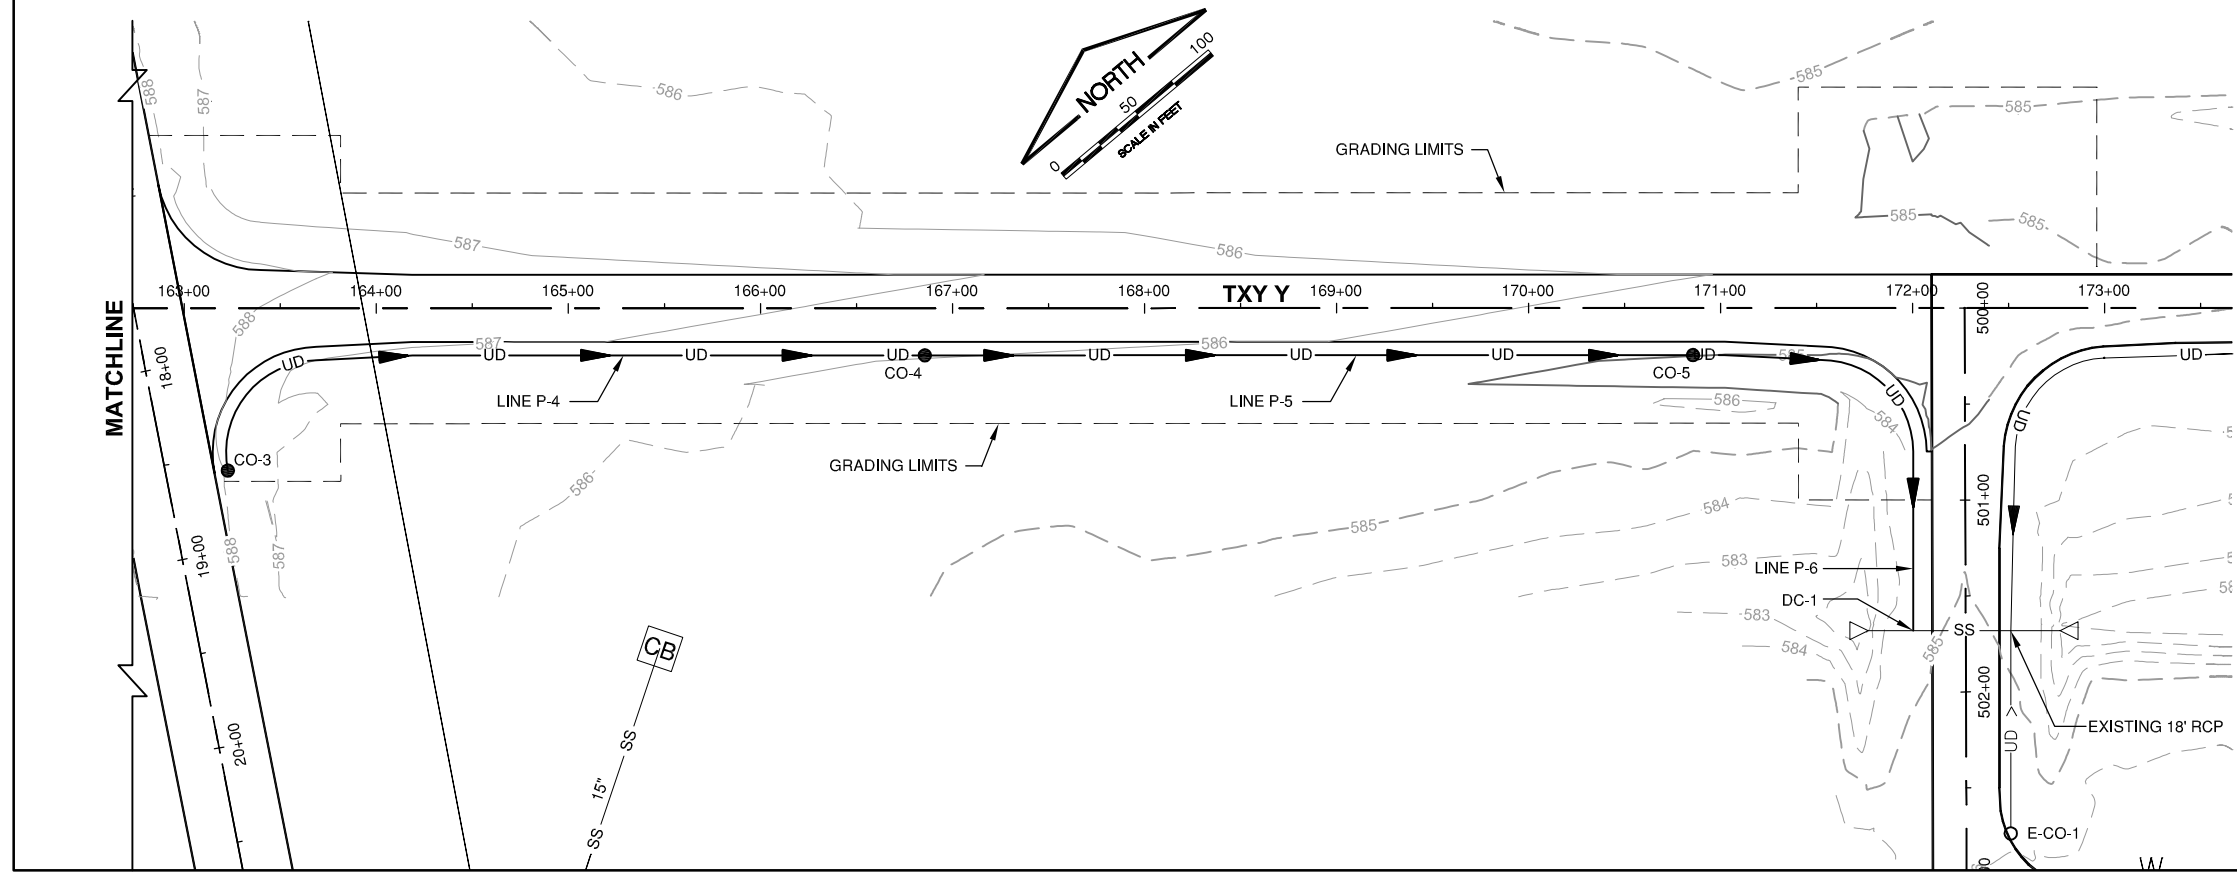 585
586
588
587
NORTH
0
50
100
SCALE IN FEET
GRADING LIMITS
585
585
585
587
586
163+00
164+00
165+00
166+00
167+00
168+00
TXY Y
169+00
170+00
171+00
172+00
173+00
500+00
MATCHLINE
588
587
586
UD
UD
UD
UD
UD
UD
UD
UD
UD
585
UD
UD
UD
CO-4
CO-5
LINE P-4
LINE P-5
586
584
18+00
CO-3
GRADING LIMITS
586
585
584
501+00
19+00
588
587
583
LINE P-6
DC-1
583
584
SS
585
CB
502+00
20+00
SS
15"
SS
UD
EXISTING 18' RCP
E-CO-1
W